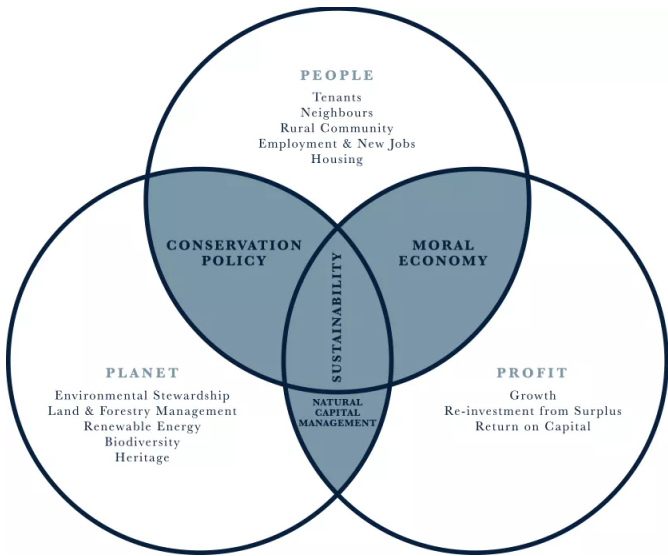 PEOPLE
Tenants
Neighbours
Rural Community
Employment & New Jobs
Housing
CONSERVATION
POLICY
MORAL
ECONOMY
SUSTAINABILITY
PLANET
Environmental Stewardship
Land & Forestry Management
Renewable Energy
Biodiversity
Heritage
NATURAL
CAPITAL
MANAGEMENT
PROFIT
Growth
Re-investment from Surplus
Return on Capital